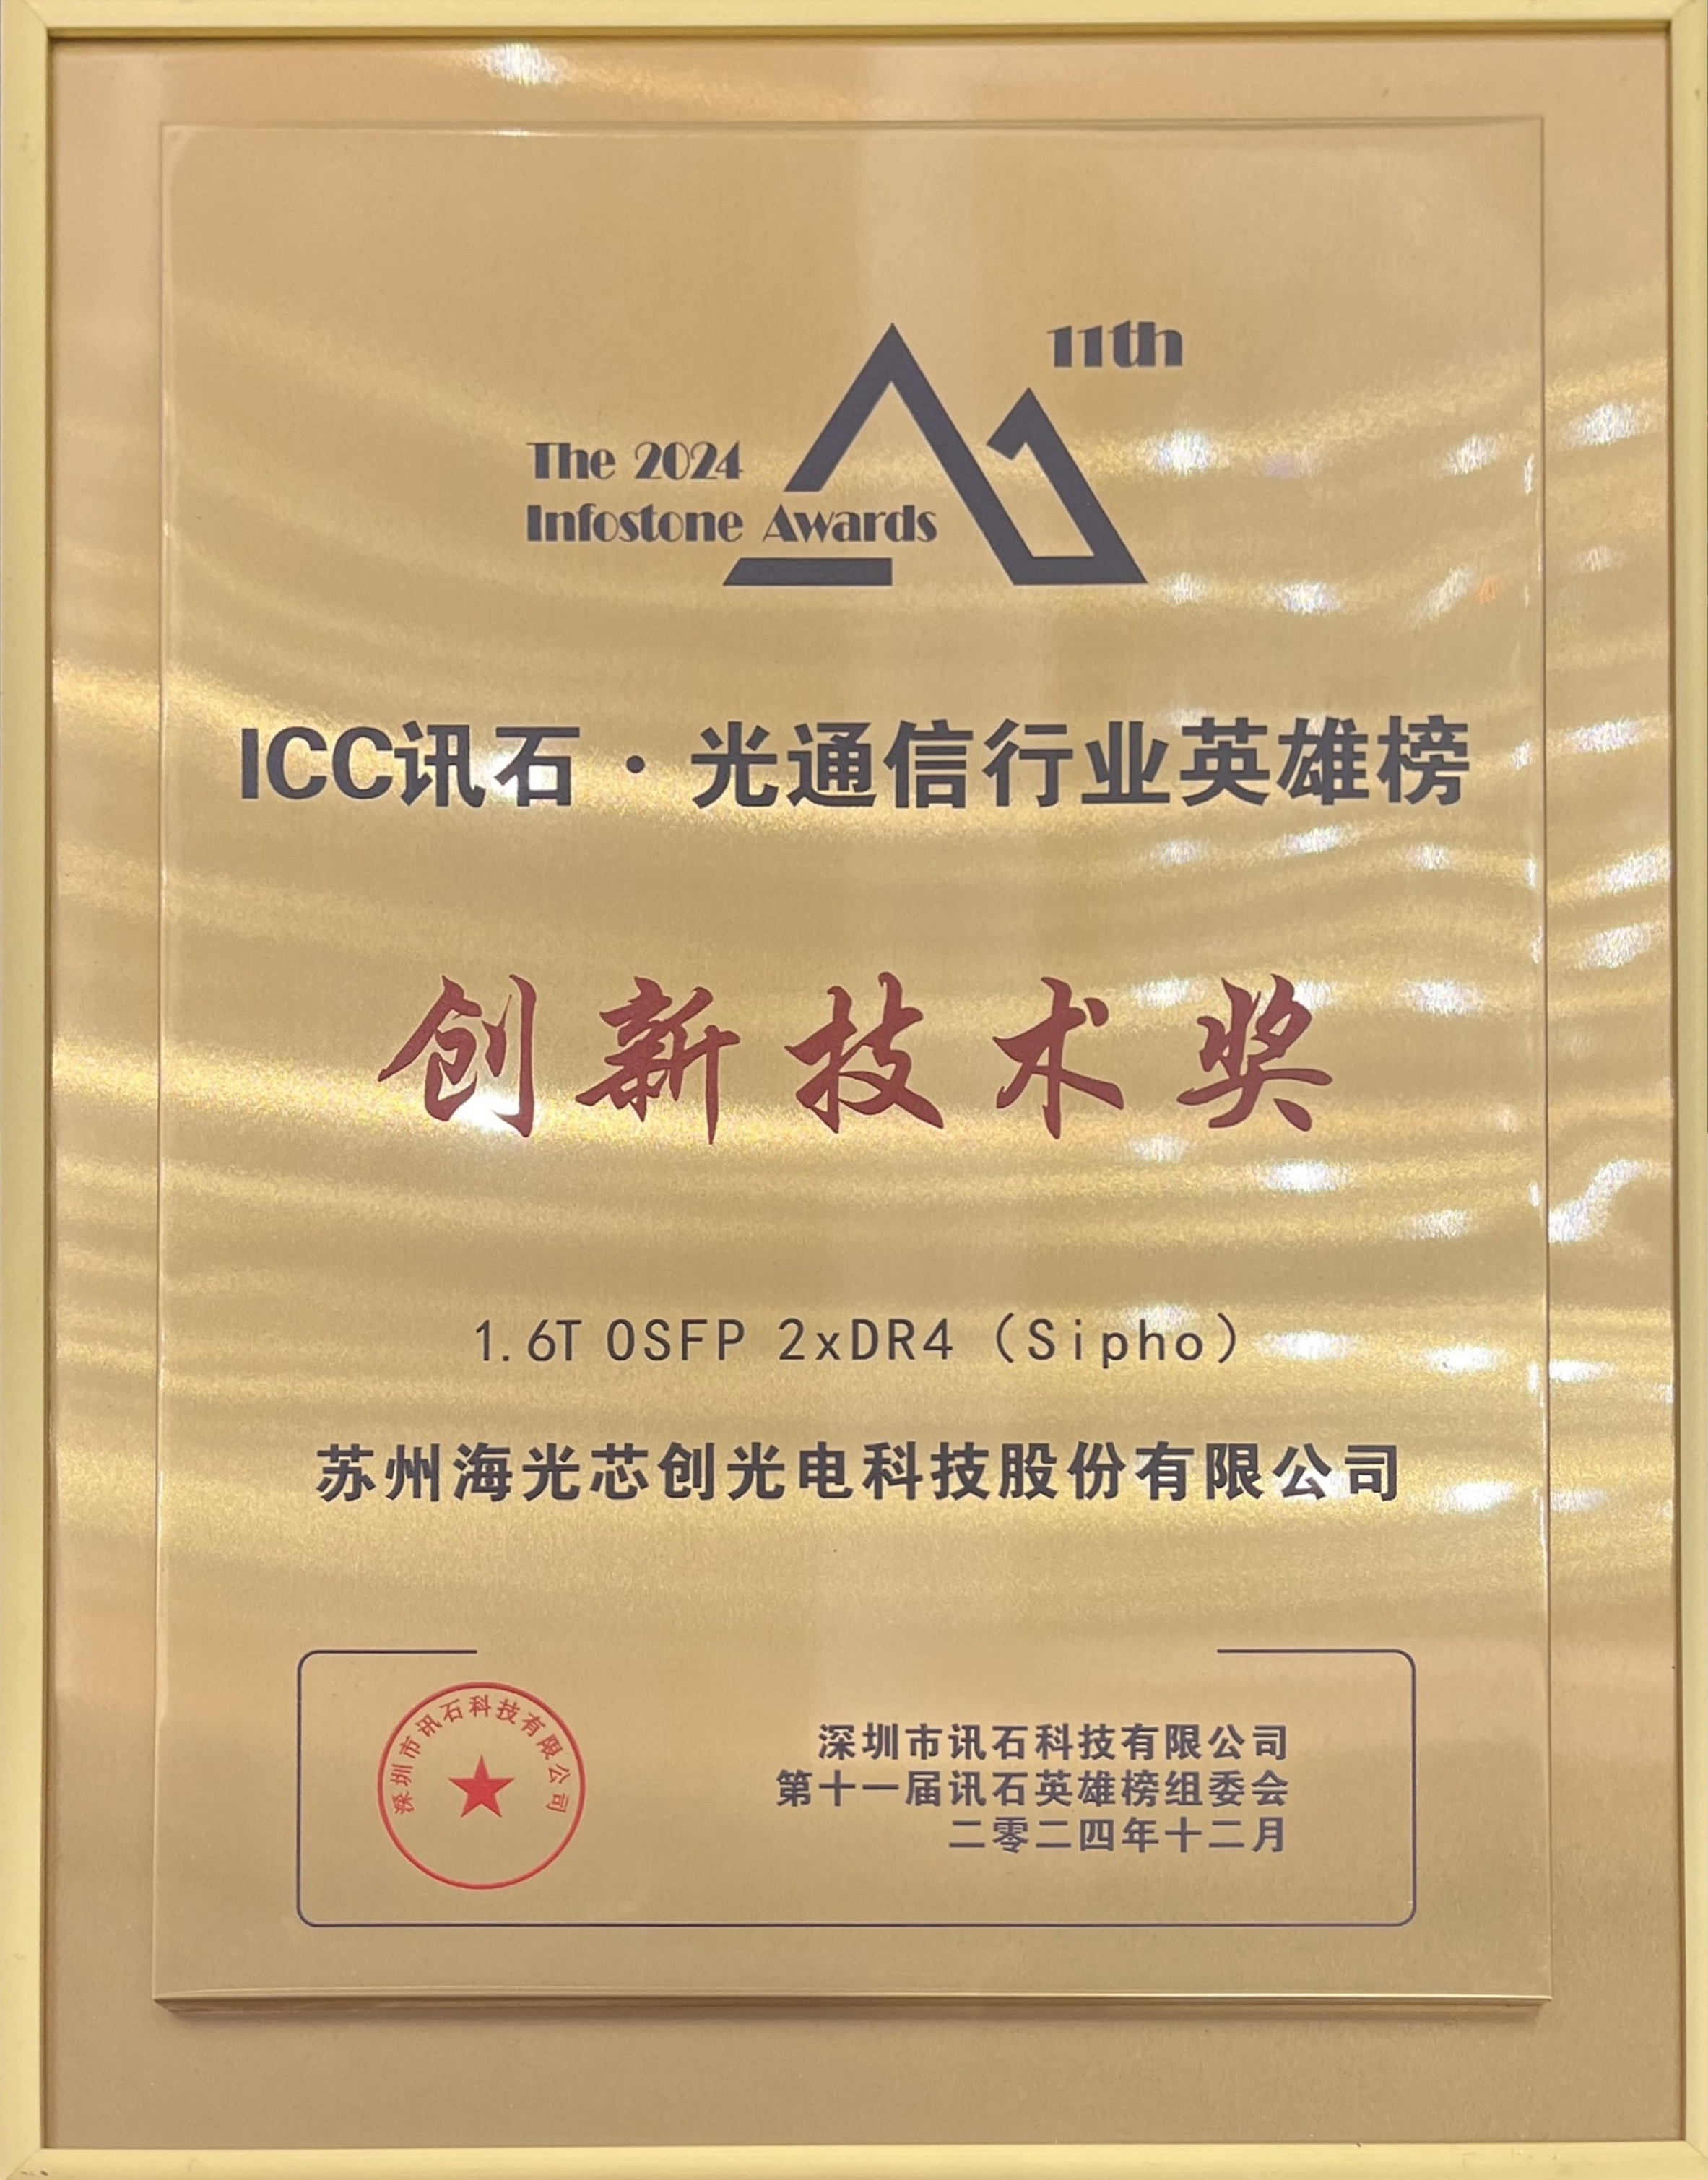 11th
The 2024
Infostone Awards
ICC讯石·光通信行业英雄榜
创新技术奖
1.6T OSFP 2xDR4（Sipho）
苏州海光芯创光电科技股份有限公司
深圳市讯石科技有限公司
深圳市讯石科技有限公司
第十一届讯石英雄榜组委会
二零二四年十二月